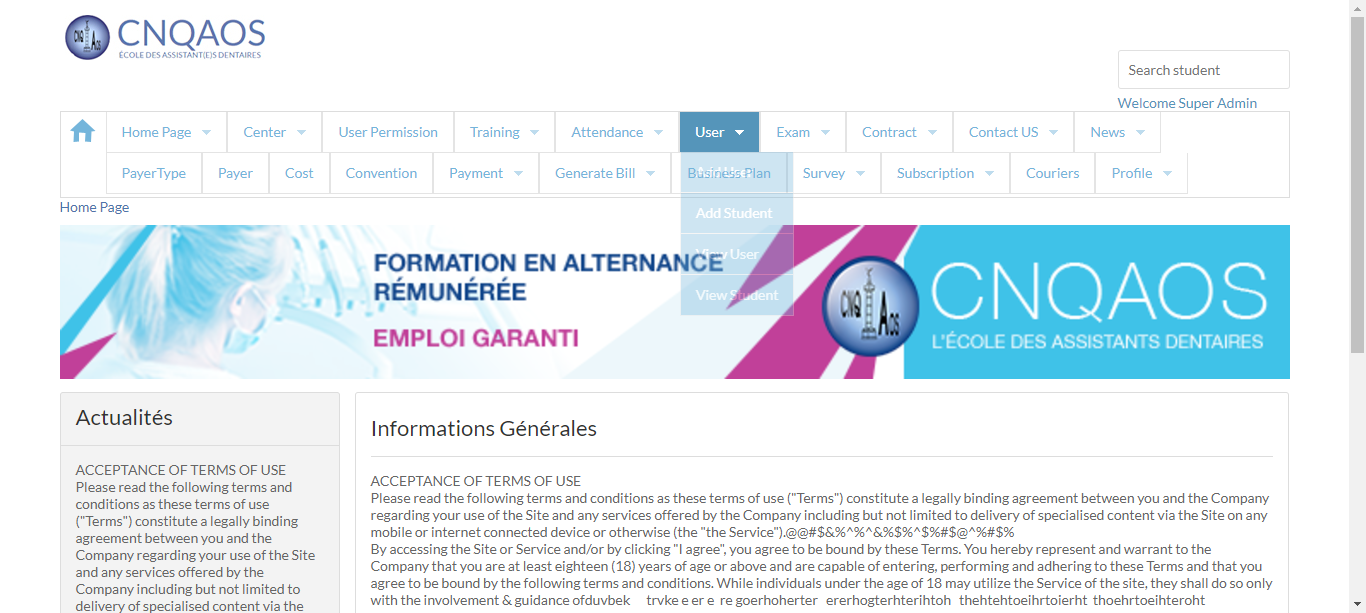 CNQAOS
ÉCOLE DES ASSISTANT(E)S DENTAIRES
Search student
Welcome Super Admin
Home Page Center User Permission Training Attendance User Exam Contract Contact US News
PayerType Payer Cost Convention Payment Generate Bill Business Plan Survey Subscription Couriers Profile
Add User
Add Student
View User
View Student
Home Page
FORMATION EN ALTERNANCE
RÉMUNÉRÉE
EMPLOI GARANTI
CNQAOS
CNQAOS
L'ÉCOLE DES ASSISTANTS DENTAIRES
Actualités
ACCEPTANCE OF TERMS OF USE
Please read the following terms and
conditions as these terms of use
("Terms") constitute a legally binding
agreement between you and the
Company regarding your use of the Site
and any services offered by the
Company including but not limited to
delivery of specialised content via the
Informations Générales
ACCEPTANCE OF TERMS OF USE
Please read the following terms and conditions as these terms of use ("Terms") constitute a legally binding agreement between you and the Company
regarding your use of the Site and any services offered by the Company including but not limited to delivery of specialised content via the Site on any
mobile or internet connected device or otherwise (the "the Service").@@#$&%^%^&%$%^$%#$@^%#$%
By accessing the Site or Service and/or by clicking "I agree", you agree to be bound by these Terms. You hereby represent and warrant to the
Company that you are at least eighteen (18) years of age or above and are capable of entering, performing and adhering to these Terms and that you
agree to be bound by the following terms and conditions. While individuals under the age of 18 may utilize the Service of the site, they shall do so only
with the involvement & guidance ofduvbek trvke e er e re goerhoherter ererhogterhterihtoh thehtehtoeihrtoierht thoehrtoeihteroht